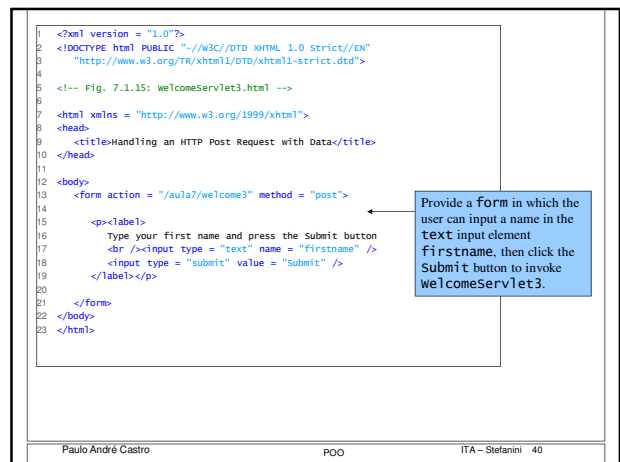 1 <?xml version = "1.0"?>
2 <!DOCTYPE html PUBLIC "-//W3C//DTD XHTML 1.0 Strict//EN"
3 "http://www.w3.org/TR/xhtml1/DTD/xhtml1-strict.dtd">
4
5 <!-- Fig. 7.1.15: WelcomeServlet3.html -->
6
7 <html xmlns = "http://www.w3.org/1999/xhtml">
8 <head>
9 <title>Handling an HTTP Post Request with Data</title>
10 </head>
11
12 <body>
13 <form action = "/aula7/welcome3" method = "post">
14
15 <p><label>
16 Type your first name and press the Submit button
17 <br /><input type = "text" name = "firstname" />
18 <input type = "submit" value = "Submit" />
19 </label></p>
20
21 </form>
22 </body>
23 </html>
Provide a form in which the
user can input a name in the
text input element
firstname, then click the
Submit button to invoke
WelcomeServlet3.
Paulo André Castro POO ITA – Stefanini 40